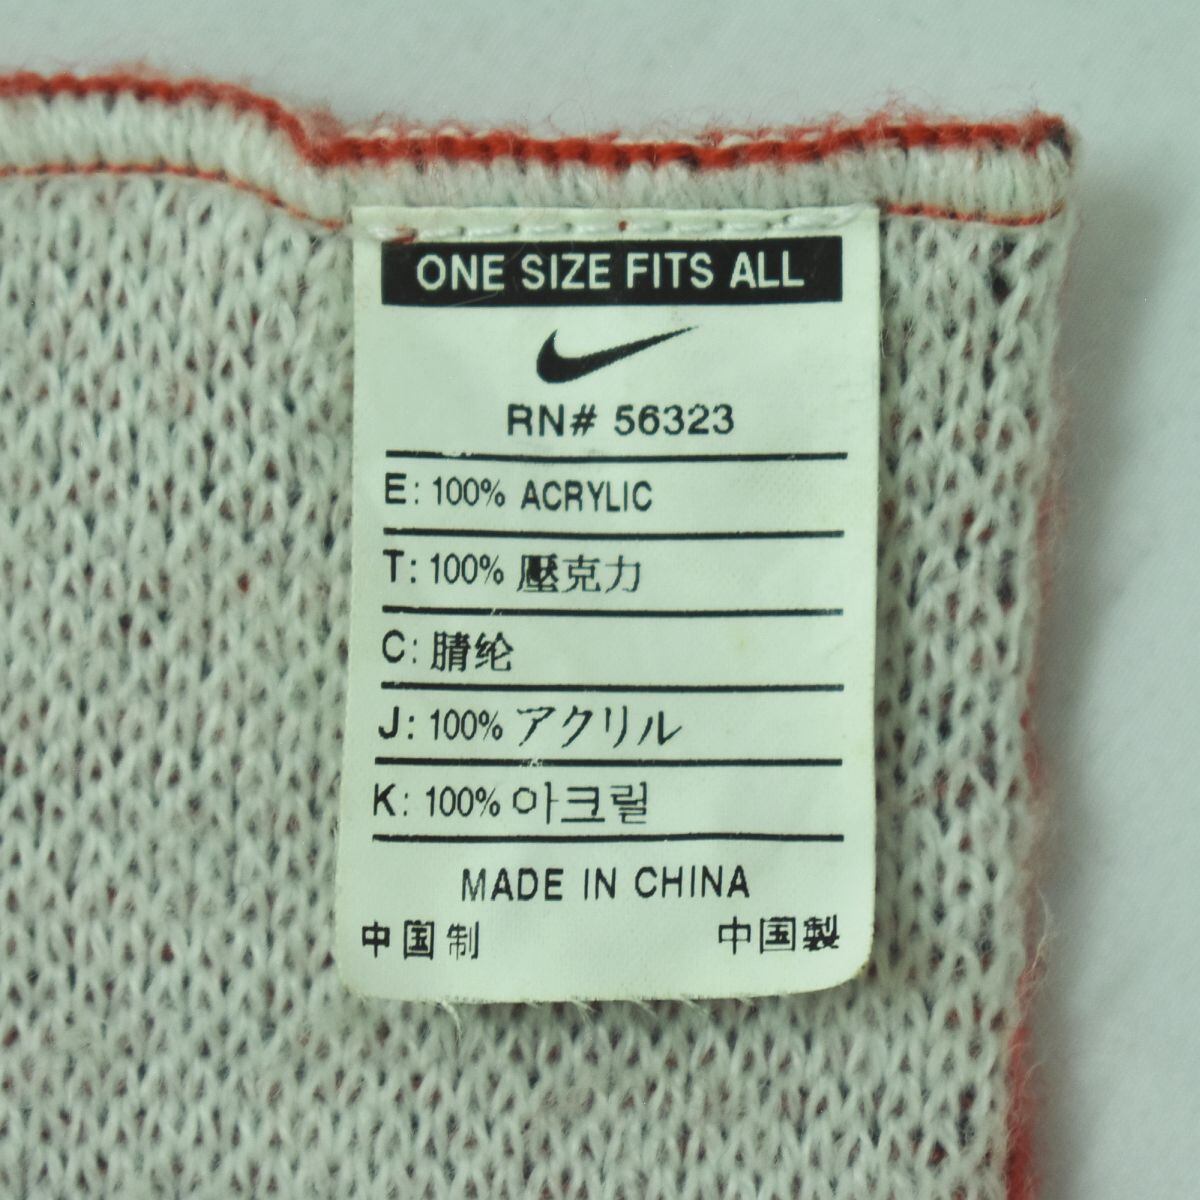 ONE SIZE FITS ALL
RN# 56323
E: 100% ACRYLIC
T: 100% 壓克力
C: 腈纶
J: 100% アクリル
K: 100% 아크릴
MADE IN CHINA
中国制 中国製